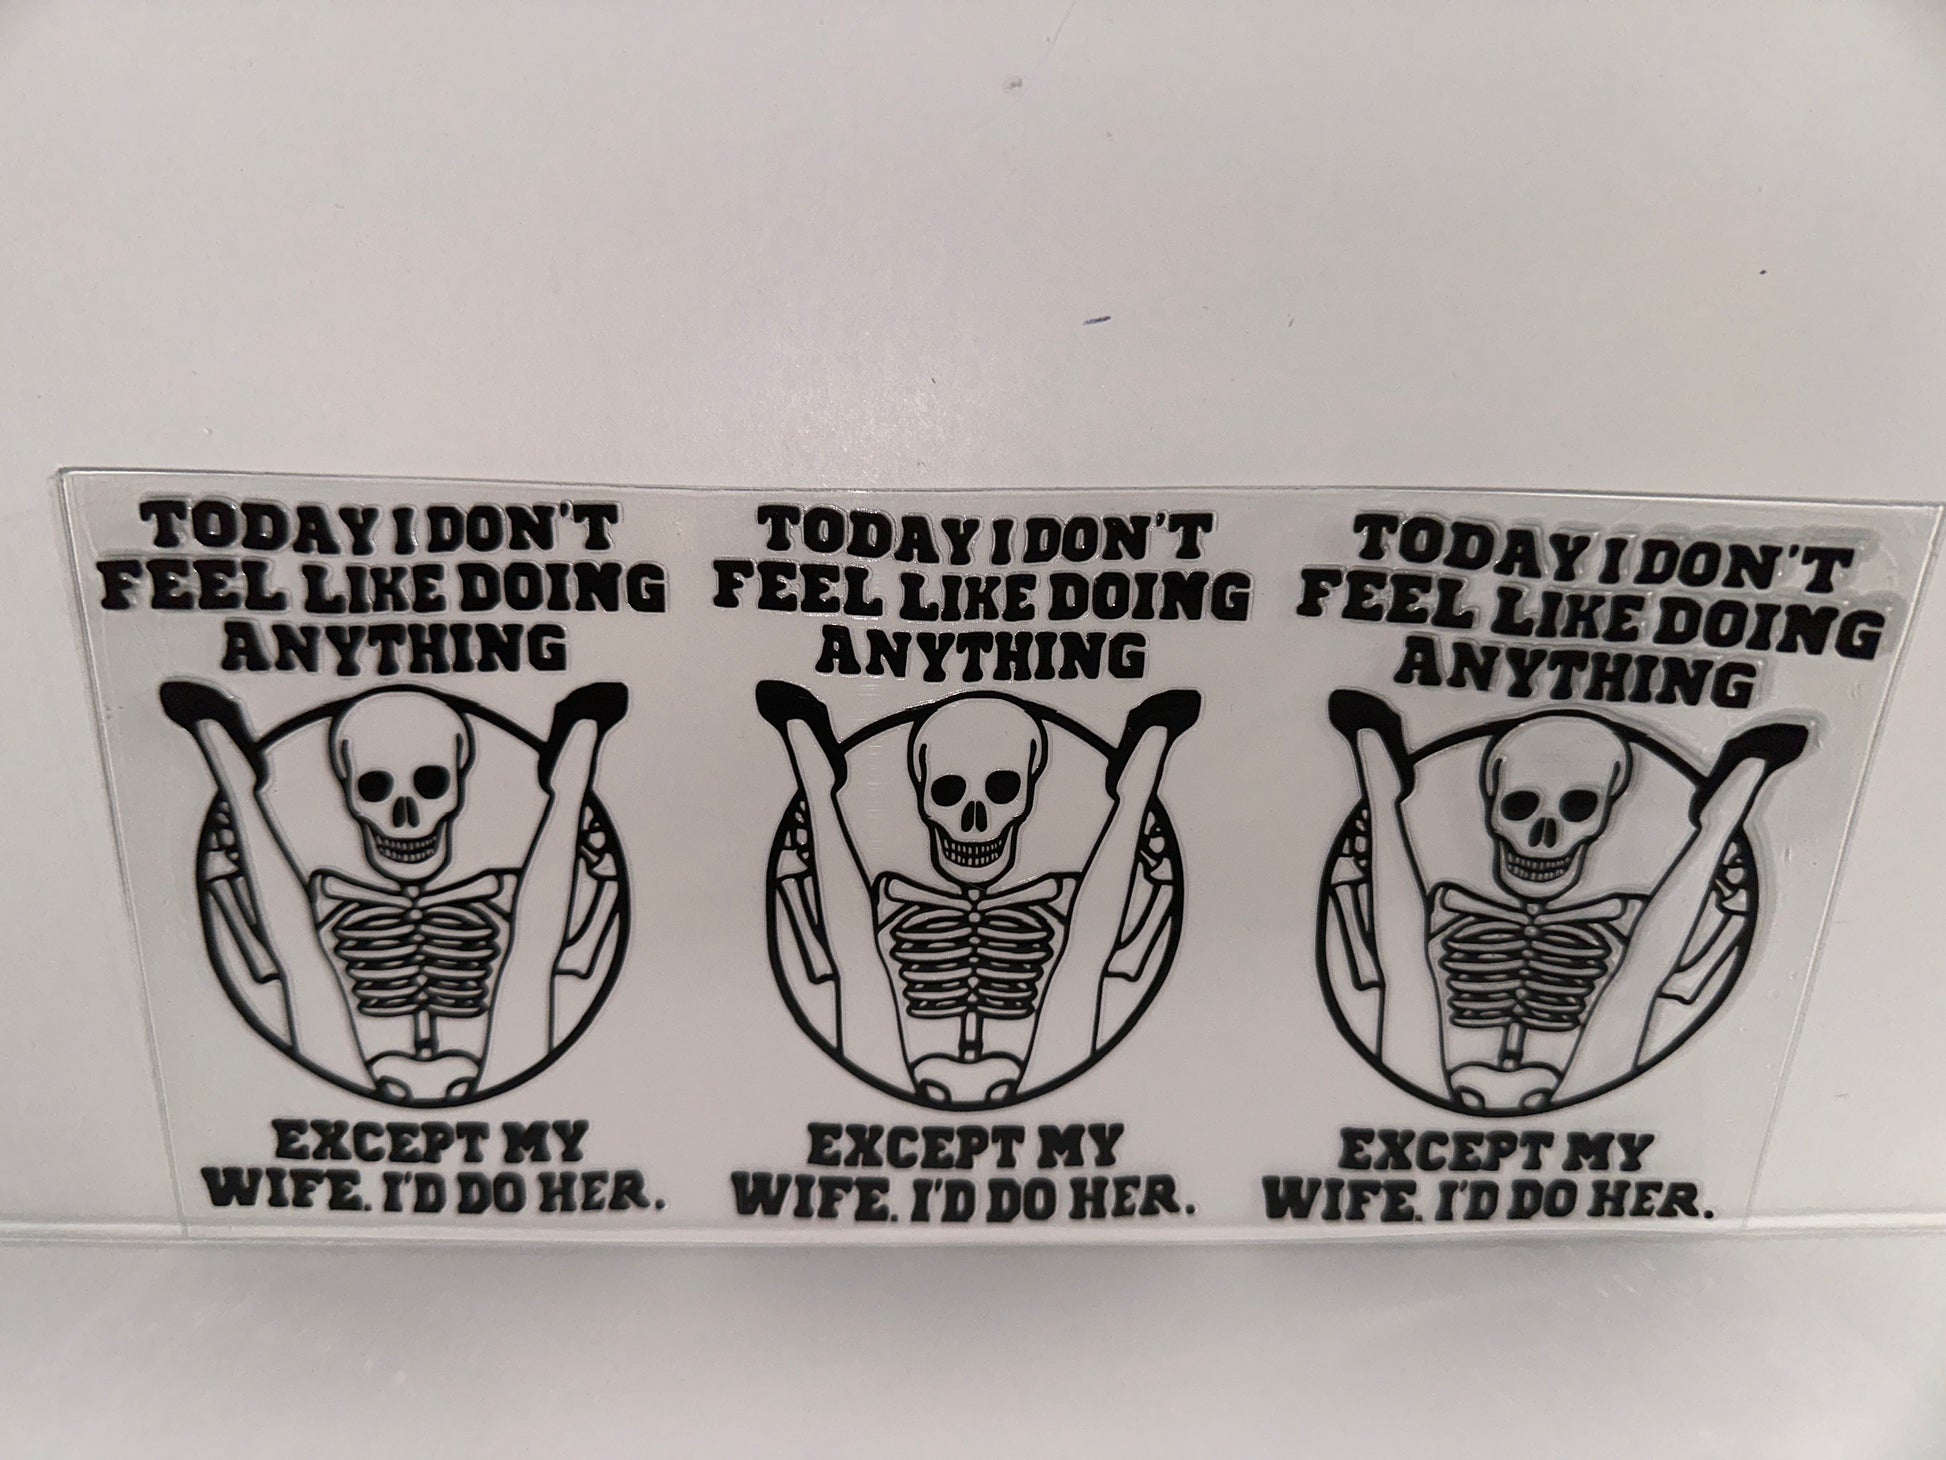 TODAY I DON'T
FEEL LIKE DOING
ANYTHING
EXCEPT MY
WIFE. I'D DO HER.
TODAY I DON'T
FEEL LIKE DOING
ANYTHING
EXCEPT MY
WIFE. I'D DO HER.
TODAY I DON'T
FEEL LIKE DOING
ANYTHING
EXCEPT MY
WIFE. I'D DO HER.